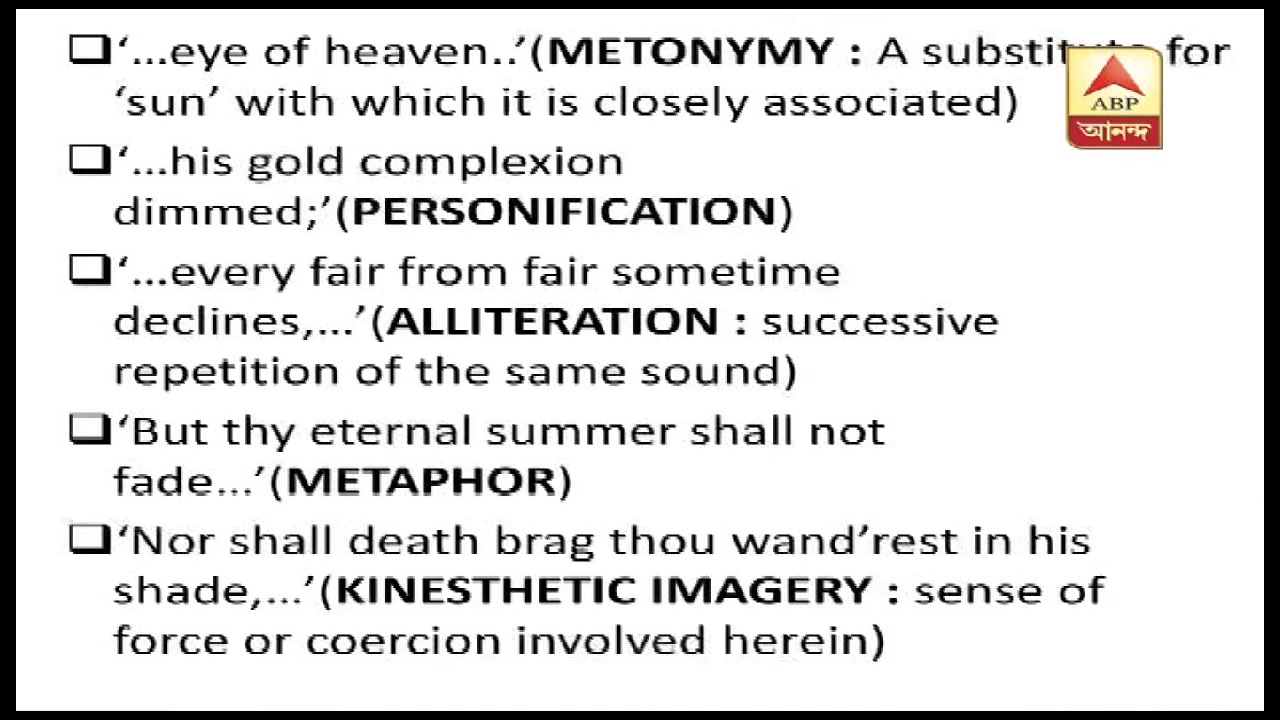 ❑‘...eye of heaven..’(METONYMY : A substitute for
‘sun’ with which it is closely associated)
❑‘...his gold complexion
dimmed;’(PERSONIFICATION)
❑‘...every fair from fair sometime
declines,...’(ALLITERATION : successive
repetition of the same sound)
❑‘But thy eternal summer shall not
fade...’(METAPHOR)
❑‘Nor shall death brag thou wand’rest in his
shade,...’(KINESTHETIC IMAGERY : sense of
force or coercion involved herein)
ABP
আনন্দ